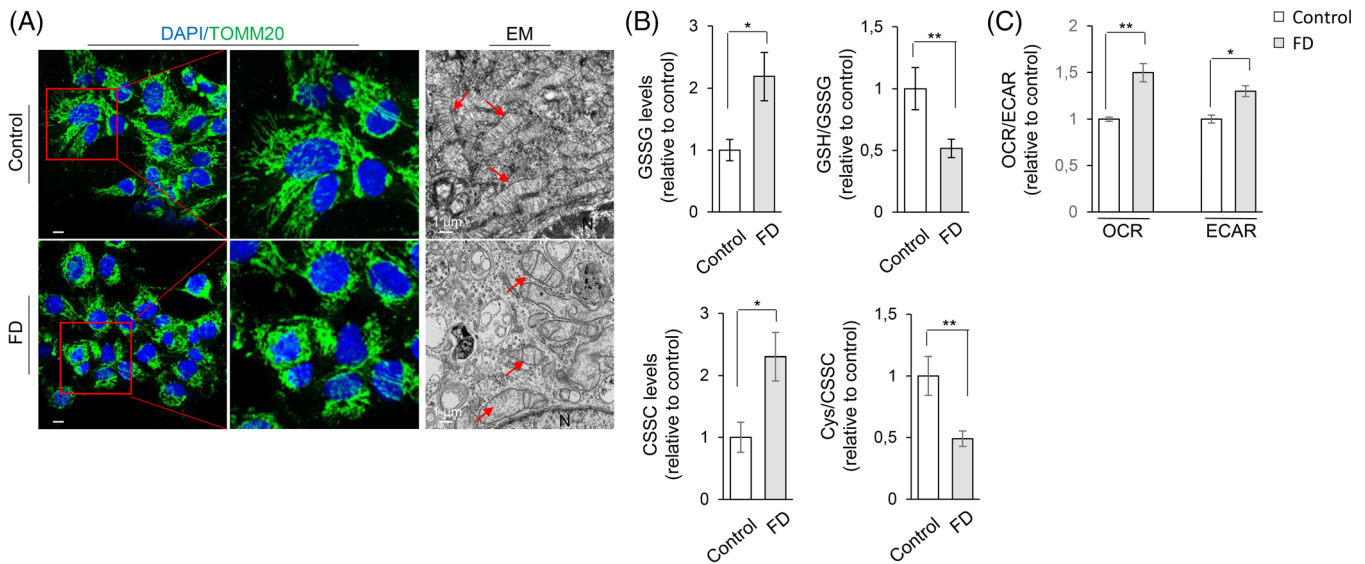 (A)
DAPI/TOMM20
EM
Control
FD
1 µm
N
1 µm
N
(B)
GSSG levels
(relative to control)
3
2
1
0
*
Control
FD
GSH/GSSG
(relative to control)
1,5
1
0,5
0
**
Control
FD
CSSC levels
(relative to control)
3
2
1
0
*
Control
FD
Cys/CSSC
(relative to control)
1,5
1
0,5
0
**
Control
FD
(C)
OCR/ECAR
(relative to control)
2
1,5
1
0,5
0
**
*
OCR
ECAR
Control
FD